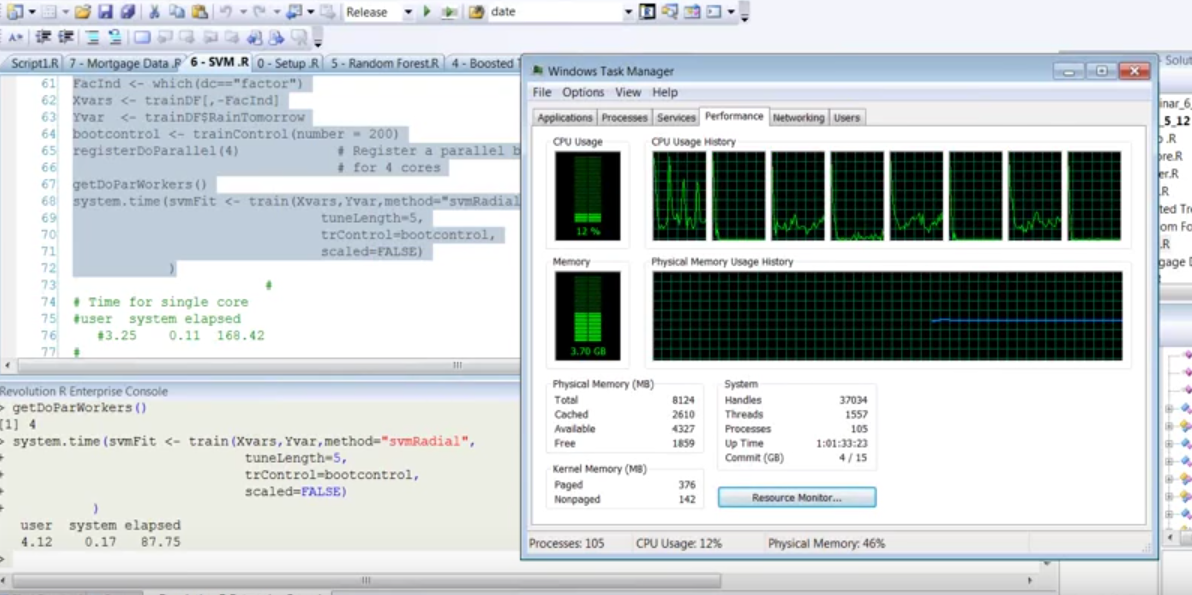 Release
date
Script1.R 7 - Mortgage Data .R 6 - SVM .R 0 - Setup .R 5 - Random Forest.R 4 - Boosted
61 FacInd <- which(dc=="factor")
62 Xvars <- trainDF[,-FacInd]
63 Yvar <- trainDF$RainTomorrow
64 bootcontrol <- trainControl(number = 200)
65 registerDoParallel(4) # Register a parallel b
66 # for 4 cores
67 getDoParWorkers()
68 system.time(svmFit <- train(Xvars,Yvar,method="svmRadial
69 tuneLength=5,
70 trControl=bootcontrol,
71 scaled=FALSE)
72 )
73 #
74 # Time for single core
75 #user system elapsed
76 #3.25 0.11 168.42
77 #
Revolution R Enterprise Console
> getDoParWorkers()
[1] 4
> system.time(svmFit <- train(Xvars,Yvar,method="svmRadial",
+ tuneLength=5,
+ trControl=bootcontrol,
+ scaled=FALSE)
+ )
user system elapsed
4.12 0.17 87.75
>
Windows Task Manager
File Options View Help
Applications Processes Services Performance Networking Users
CPU Usage CPU Usage History
12 %
Memory Physical Memory Usage History
3.70 GB
Physical Memory (MB)
Total 8124
Cached 2610
Available 4327
Free 1859
Kernel Memory (MB)
Paged 376
Nonpaged 142
System
Handles 37034
Threads 1557
Processes 105
Up Time 1:01:33:23
Commit (GB) 4 / 15
Resource Monitor...
Processes: 105 CPU Usage: 12% Physical Memory: 46%
Solut
inar_6_
_5_12
.R
ore.R
er.R
.R
ted Tre
om Fo
.R
gage D